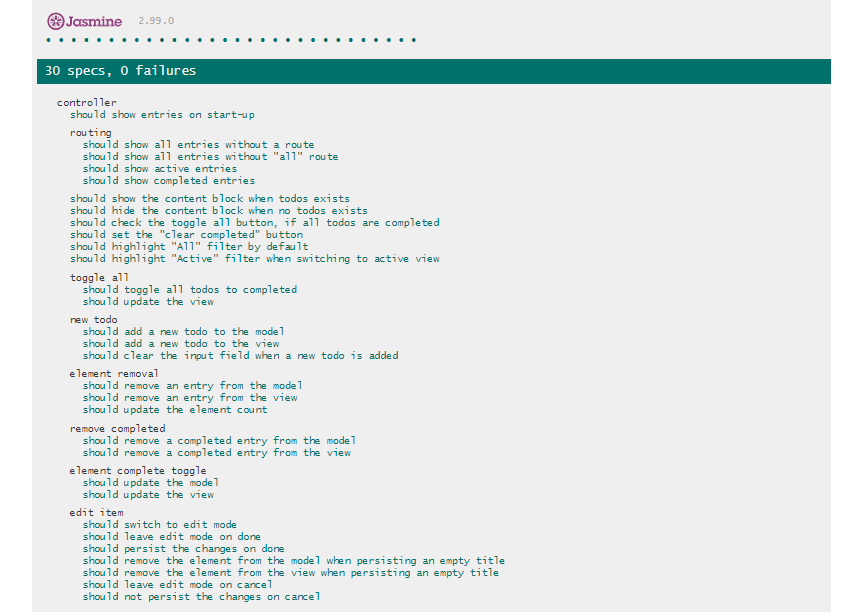 Jasmine 2.99.0
30 specs, 0 failures
controller
should show entries on start-up
routing
should show all entries without a route
should show all entries without "all" route
should show active entries
should show completed entries
should show the content block when todos exists
should hide the content block when no todos exists
should check the toggle all button, if all todos are completed
should set the "clear completed" button
should highlight "All" filter by default
should highlight "Active" filter when switching to active view
toggle all
should toggle all todos to completed
should update the view
new todo
should add a new todo to the model
should add a new todo to the view
should clear the input field when a new todo is added
element removal
should remove an entry from the model
should remove an entry from the view
should update the element count
remove completed
should remove a completed entry from the model
should remove a completed entry from the view
element complete toggle
should update the model
should update the view
edit item
should switch to edit mode
should leave edit mode on done
should persist the changes on done
should remove the element from the model when persisting an empty title
should remove the element from the view when persisting an empty title
should leave edit mode on cancel
should not persist the changes on cancel